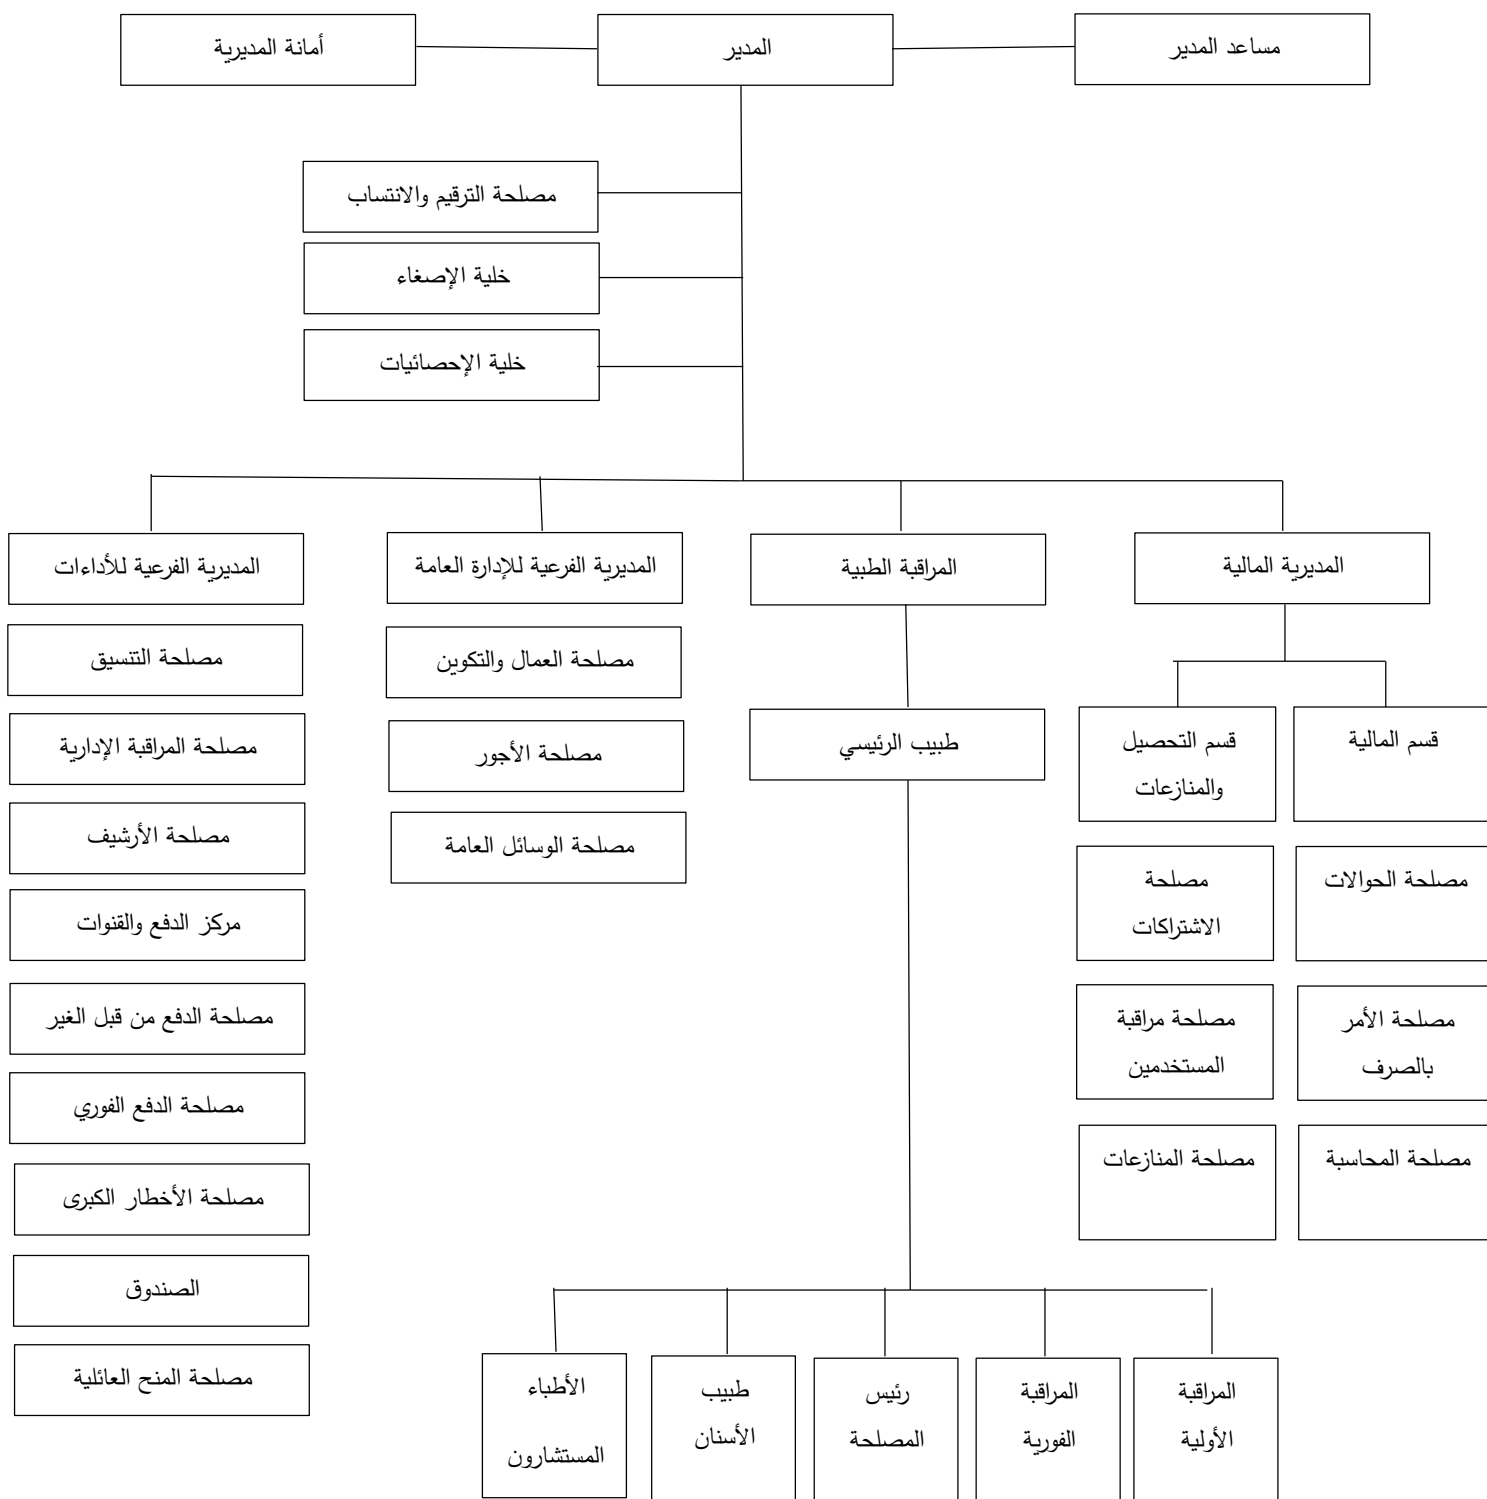 مساعد المدير
المدير
أمانة المديرية
مصلحة الترقيم والانتساب
خلية الإصغاء
خلية الإحصائيات
المديرية المالية
المراقبة الطبية
المديرية الفرعية للإدارة العامة
المديرية الفرعية للأداءات
قسم المالية
قسم التحصيل
والمنازعات
مصلحة الحوالات
مصلحة
الاشتراكات
مصلحة الأمر
بالصرف
مصلحة مراقبة
المستخدمين
مصلحة المحاسبة
مصلحة المنازعات
طبيب الرئيسي
المراقبة
الأولية
المراقبة
الفورية
رئيس
المصلحة
طبيب
الأسنان
الأطباء
المستشارون
مصلحة العمال والتكوين
مصلحة الأجور
مصلحة الوسائل العامة
مصلحة التنسيق
مصلحة المراقبة الإدارية
مصلحة الأرشيف
مركز الدفع والقنوات
مصلحة الدفع من قبل الغير
مصلحة الدفع الفوري
مصلحة الأخطار الكبرى
الصندوق
مصلحة المنح العائلية